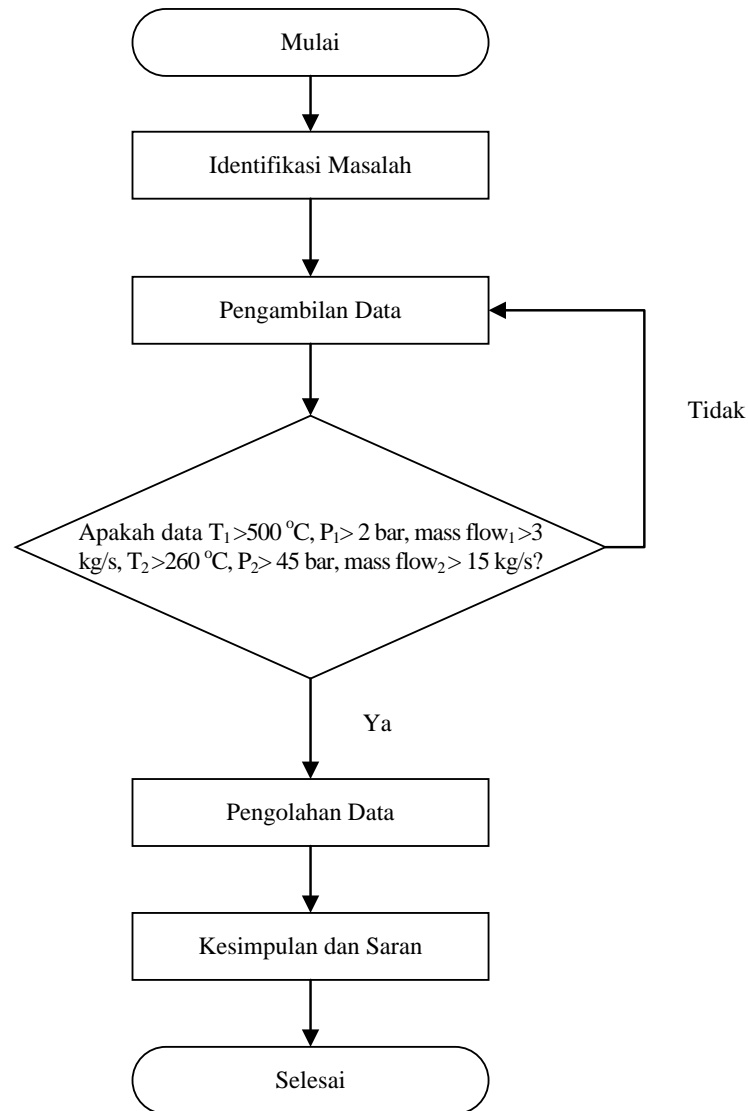 Mulai
Identifikasi Masalah
Pengambilan Data
Tidak
Apakah data T₁>500 °C, P₁> 2 bar, mass flow₁>3
kg/s, T₂>260 °C, P₂> 45 bar, mass flow₂> 15 kg/s?
Ya
Pengolahan Data
Kesimpulan dan Saran
Selesai